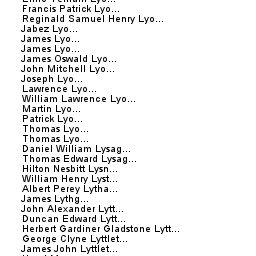 Francis Patrick Lyo...
Reginald Samuel Henry Lyo...
Jabez Lyo...
James Lyo...
James Lyo...
James Oswald Lyo...
John Mitchell Lyo...
Joseph Lyo...
Lawrence Lyo...
William Lawrence Lyo...
Martin Lyo...
Patrick Lyo...
Thomas Lyo...
Thomas Lyo...
Daniel William Lysag...
Thomas Edward Lysag...
Hilton Nesbitt Lysn...
William Henry Lyst...
Albert Perey Lytha...
James Lythg...
John Alexander Lytt...
Duncan Edward Lytt...
Herbert Gardiner Gladstone Lytt...
George Clyne Lyttlet...
James John Lyttlet...